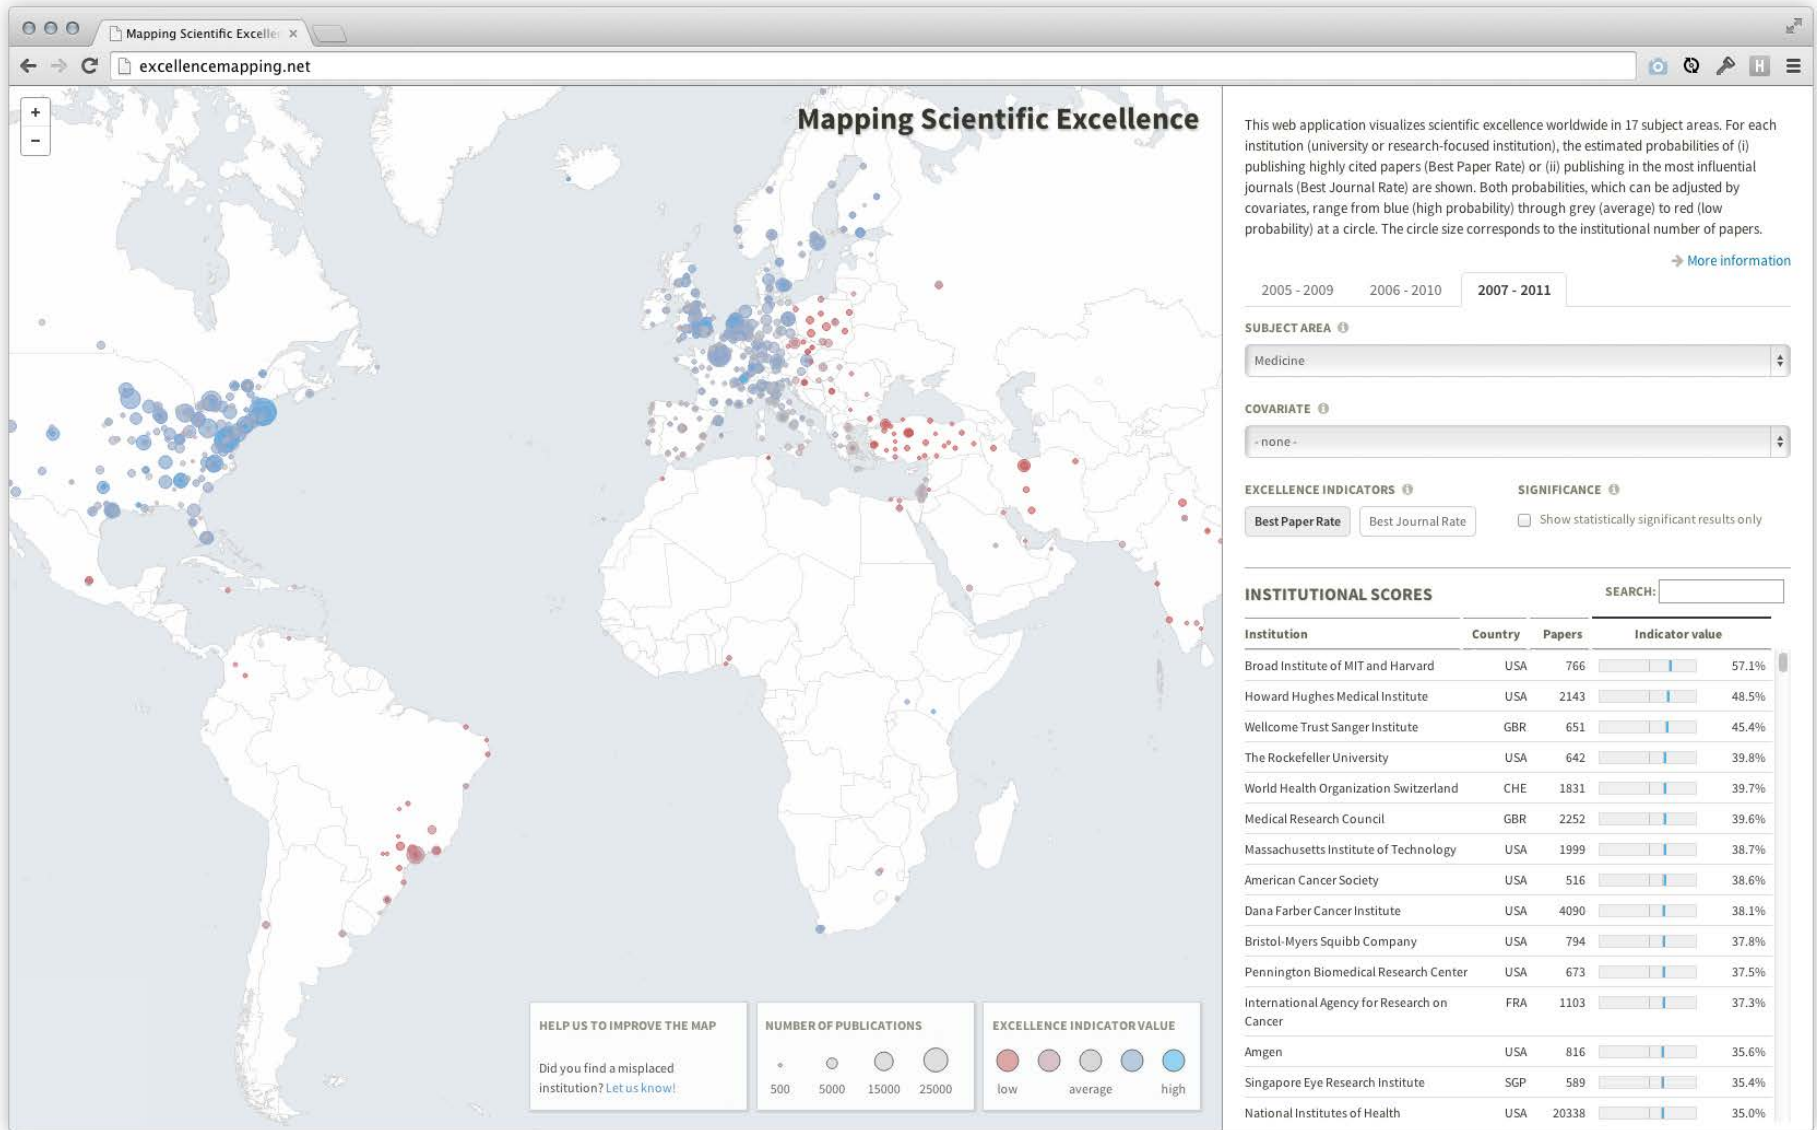 Mapping Scientific Excelle
excellencemapping.net
+
-
Mapping Scientific Excellence
This web application visualizes scientific excellence worldwide in 17 subject areas. For each
institution (university or research-focused institution), the estimated probabilities of (i)
publishing highly cited papers (Best Paper Rate) or (ii) publishing in the most influential
journals (Best Journal Rate) are shown. Both probabilities, which can be adjusted by
covariates, range from blue (high probability) through grey (average) to red (low
probability) at a circle. The circle size corresponds to the institutional number of papers.
→ More information
2005 - 2009 2006 - 2010 2007 - 2011
SUBJECT AREA i
Medicine
COVARIATE i
- none -
EXCELLENCE INDICATORS i SIGNIFICANCE i
Best Paper Rate Best Journal Rate Show statistically significant results only
INSTITUTIONAL SCORES SEARCH:
Institution Country Papers Indicator value
Broad Institute of MIT and Harvard USA 766 57.1%
Howard Hughes Medical Institute USA 2143 48.5%
Wellcome Trust Sanger Institute GBR 651 45.4%
The Rockefeller University USA 642 39.8%
World Health Organization Switzerland CHE 1831 39.7%
Medical Research Council GBR 2252 39.6%
Massachusetts Institute of Technology USA 1999 38.7%
American Cancer Society USA 516 38.6%
Dana Farber Cancer Institute USA 4090 38.1%
Bristol-Myers Squibb Company USA 794 37.8%
Pennington Biomedical Research Center USA 673 37.5%
International Agency for Research on FRA 1103 37.3%
Cancer
Amgen USA 816 35.6%
Singapore Eye Research Institute SGP 589 35.4%
National Institutes of Health USA 20338 35.0%
HELP US TO IMPROVE THE MAP
Did you find a misplaced
institution? Let us know!
NUMBER OF PUBLICATIONS
500 5000 15000 25000
EXCELLENCE INDICATOR VALUE
low average high